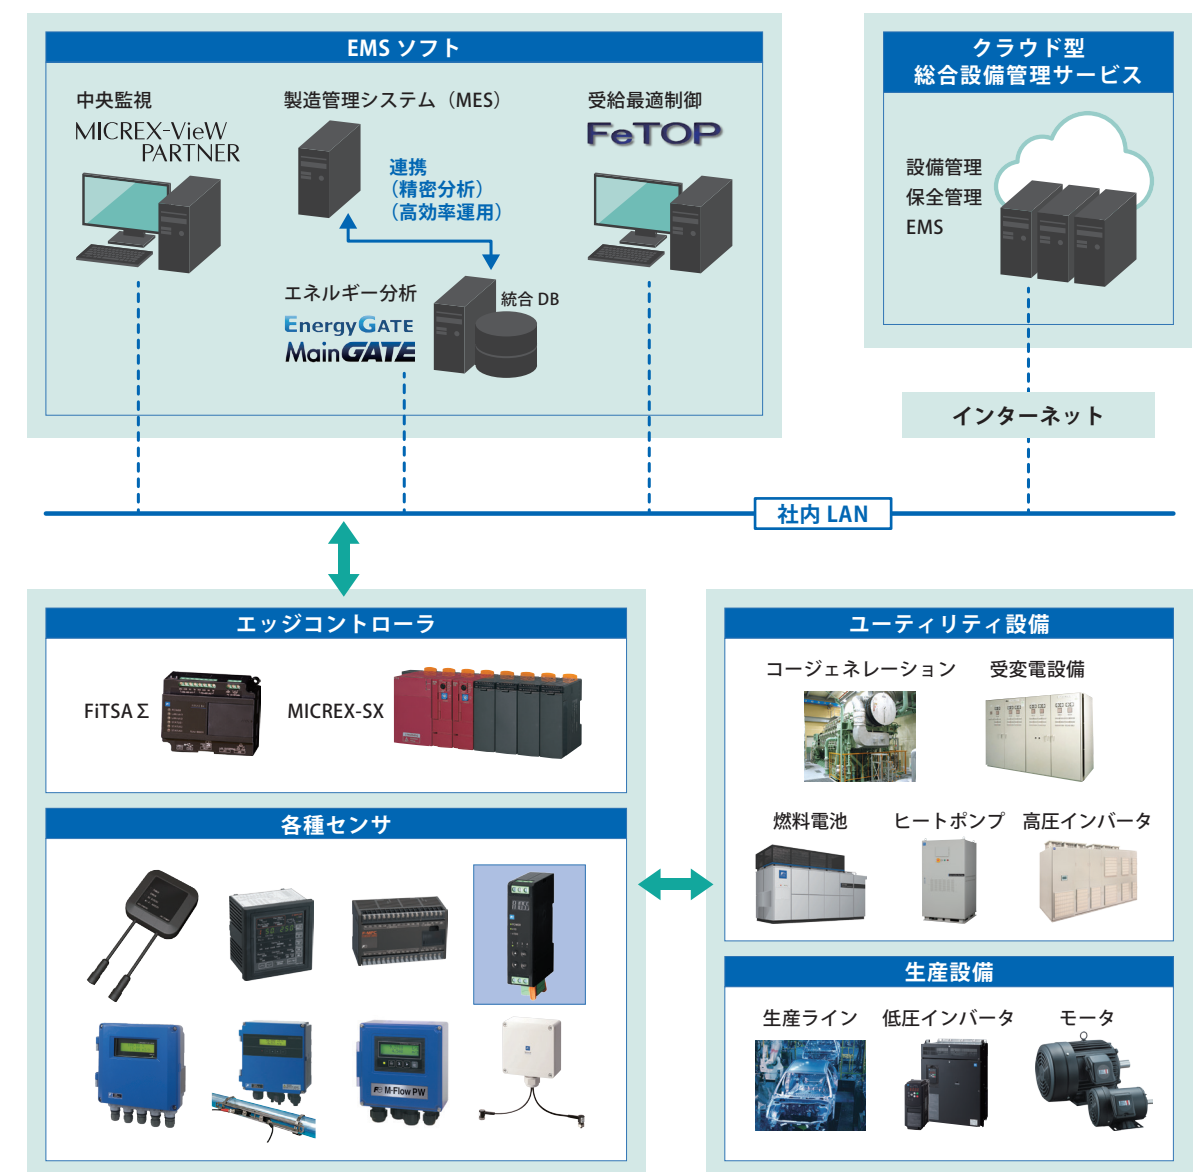 EMS ソフト
中央監視
MICREX-VieW
PARTNER
製造管理システム（MES）
連携
（精密分析）
（高効率運用）
受給最適制御
FeTOP
エネルギー分析
EnergyGATE
MainGATE
統合 DB
クラウド型
総合設備管理サービス
設備管理
保全管理
EMS
インターネット
社内 LAN
エッジコントローラ
FiTSA Σ
MICREX-SX
各種センサ
M-Flow PW
ユーティリティ設備
コージェネレーション
受変電設備
燃料電池
ヒートポンプ
高圧インバータ
生産設備
生産ライン
低圧インバータ
モータ